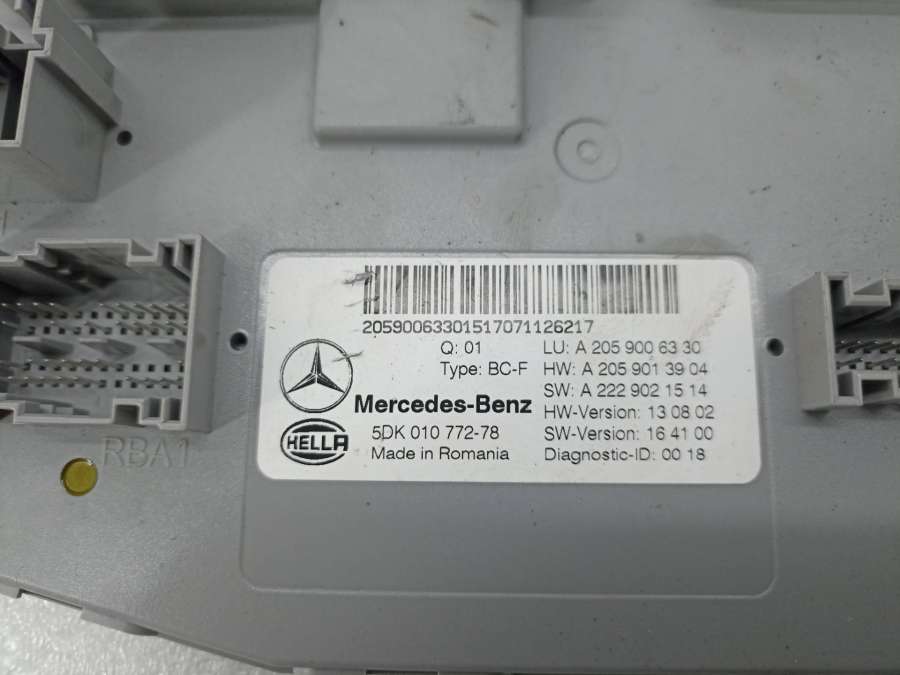 205900633015170711​26217
Q: 01
Type: BC-F
Mercedes-Benz
HELLA
5DK 010 772-78
Made in Romania
LU: A 205 900 63 30
HW: A 205 901 39 04
SW: A 222 902 15 14
HW-Version: 13 08 02
SW-Version: 16 41 00
Diagnostic-ID: 00 18
RBA1